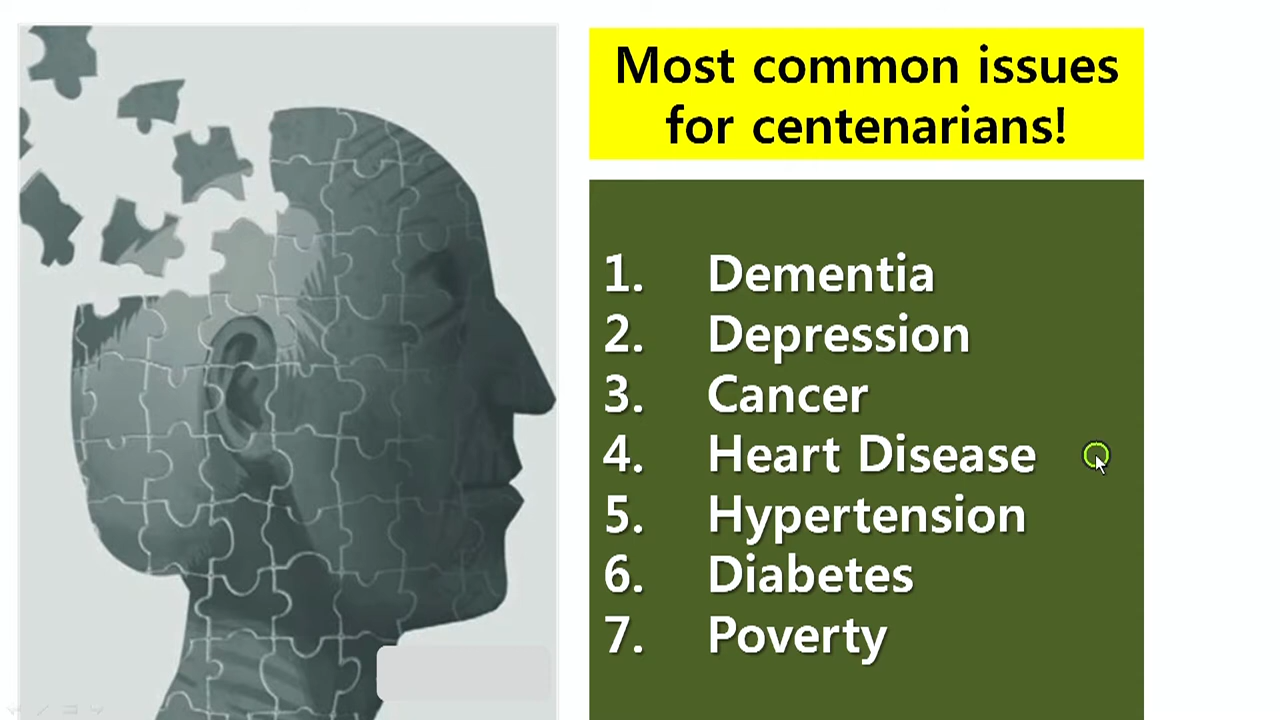 Most common issues
for centenarians!
1. Dementia
2. Depression
3. Cancer
4. Heart Disease
5. Hypertension
6. Diabetes
7. Poverty